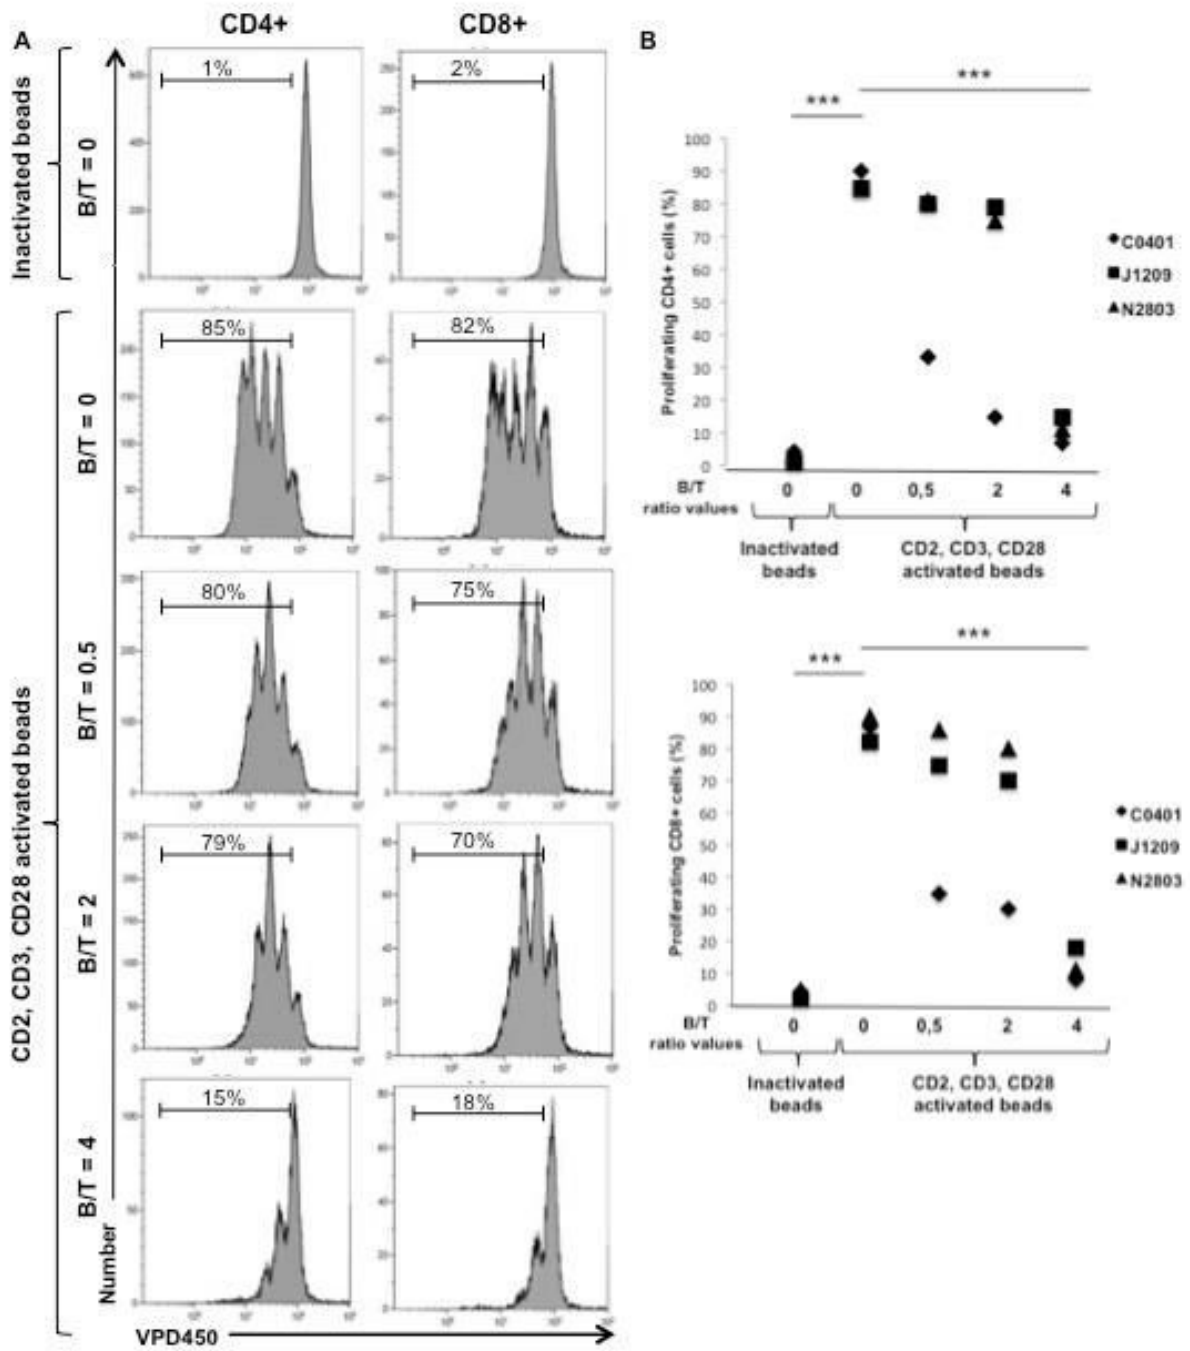 A
CD4+
CD8+
Inactivated beads
B/T = 0
1%
2%
CD2, CD3, CD28 activated beads
B/T = 0
85%
82%
B/T = 0.5
80%
75%
B/T = 2
79%
70%
B/T = 4
15%
18%
Number
VPD450
B
***
***
Proliferating CD4+ cells (%)
100
90
80
70
60
50
40
30
20
10
0
C0401
J1209
N2803
B/T
ratio values
0 0 0,5 2 4
Inactivated
beads
CD2, CD3, CD28
activated beads
***
***
Proliferating CD8+ cells (%)
100
90
80
70
60
50
40
30
20
10
0
C0401
J1209
N2803
B/T
ratio values
0 0 0,5 2 4
Inactivated
beads
CD2, CD3, CD28
activated beads